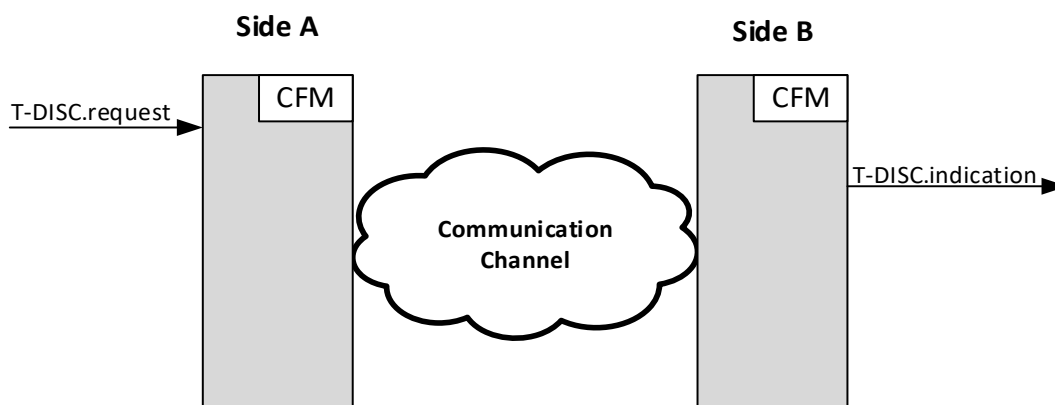 Side A
Side B
CFM
CFM
T-DISC.request
T-DISC.indication
Communication
Channel